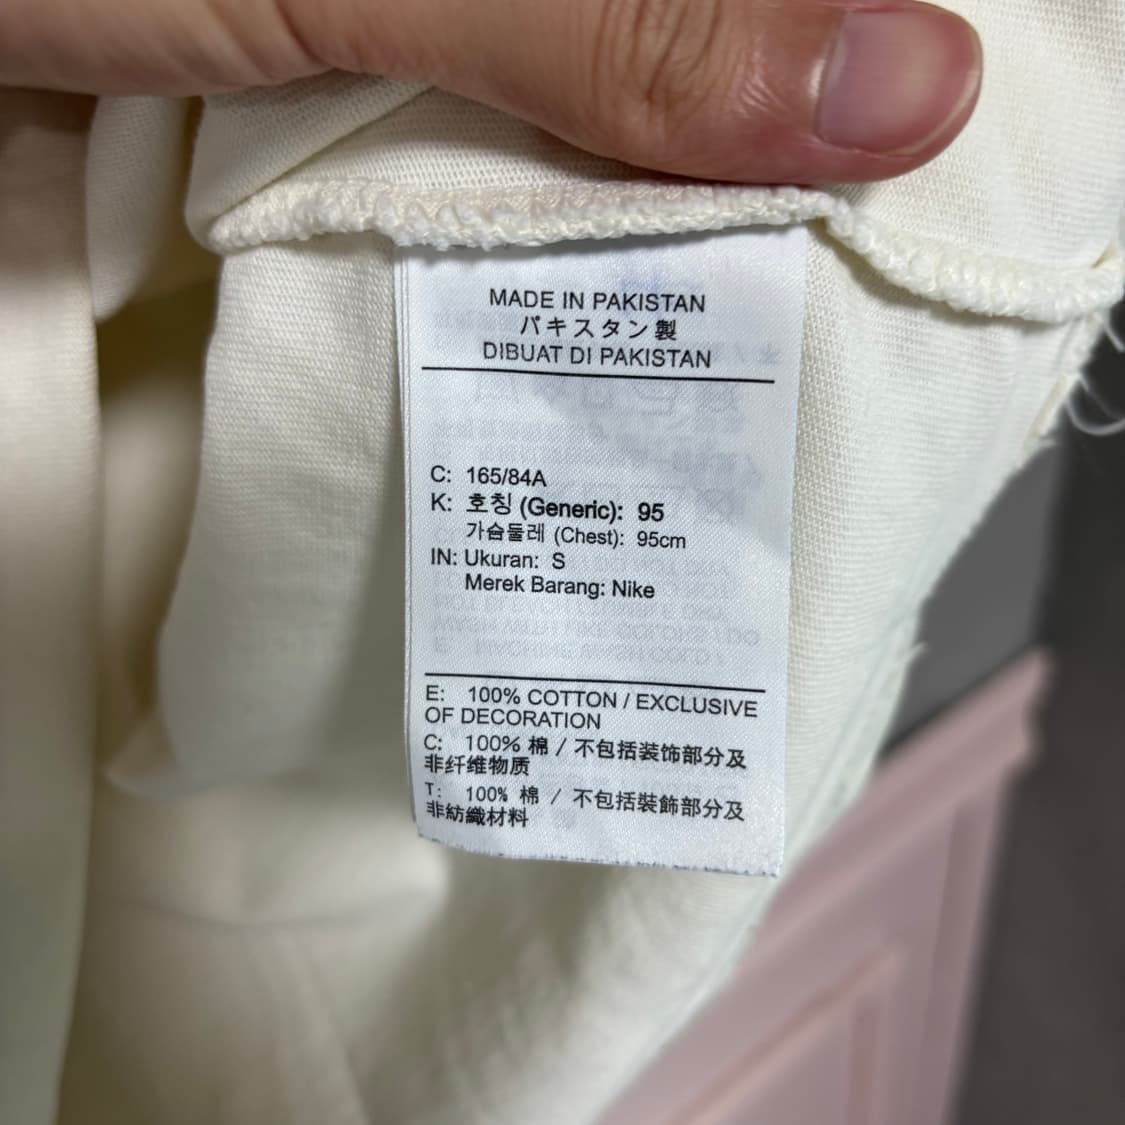 MADE IN PAKISTAN
パキスタン製
DIBUAT DI PAKISTAN
C: 165/84A
K: 호칭 (Generic): 95
가슴둘레 (Chest): 95cm
IN: Ukuran: S
Merek Barang: Nike
E: 100% COTTON / EXCLUSIVE
OF DECORATION
C: 100% 棉 / 不包括装饰部分及
非纤维物质
T: 100% 棉 / 不包括裝飾部分及
非紡織材料